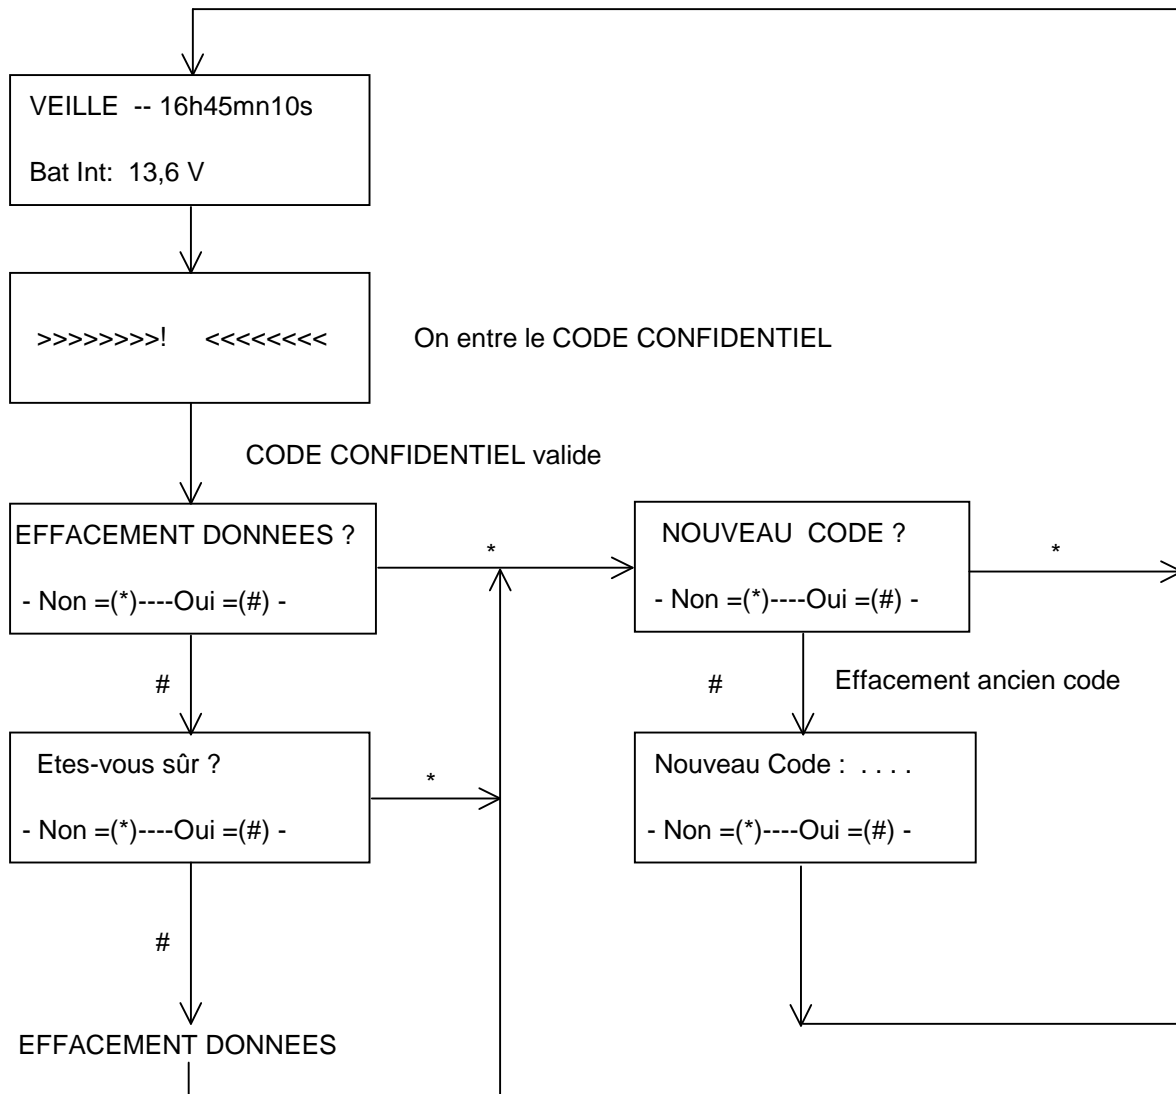 VEILLE -- 16h45mn10s
Bat Int: 13,6 V
>>>>>>>>! <<<<<<<<
On entre le CODE CONFIDENTIEL
CODE CONFIDENTIEL valide
EFFACEMENT DONNEES ?
- Non =(*)----Oui =(#) -
*
NOUVEAU CODE ?
- Non =(*)----Oui =(#) -
*
#
#
Effacement ancien code
Etes-vous sûr ?
- Non =(*)----Oui =(#) -
*
Nouveau Code : . . . .
- Non =(*)----Oui =(#) -
#
EFFACEMENT DONNEES